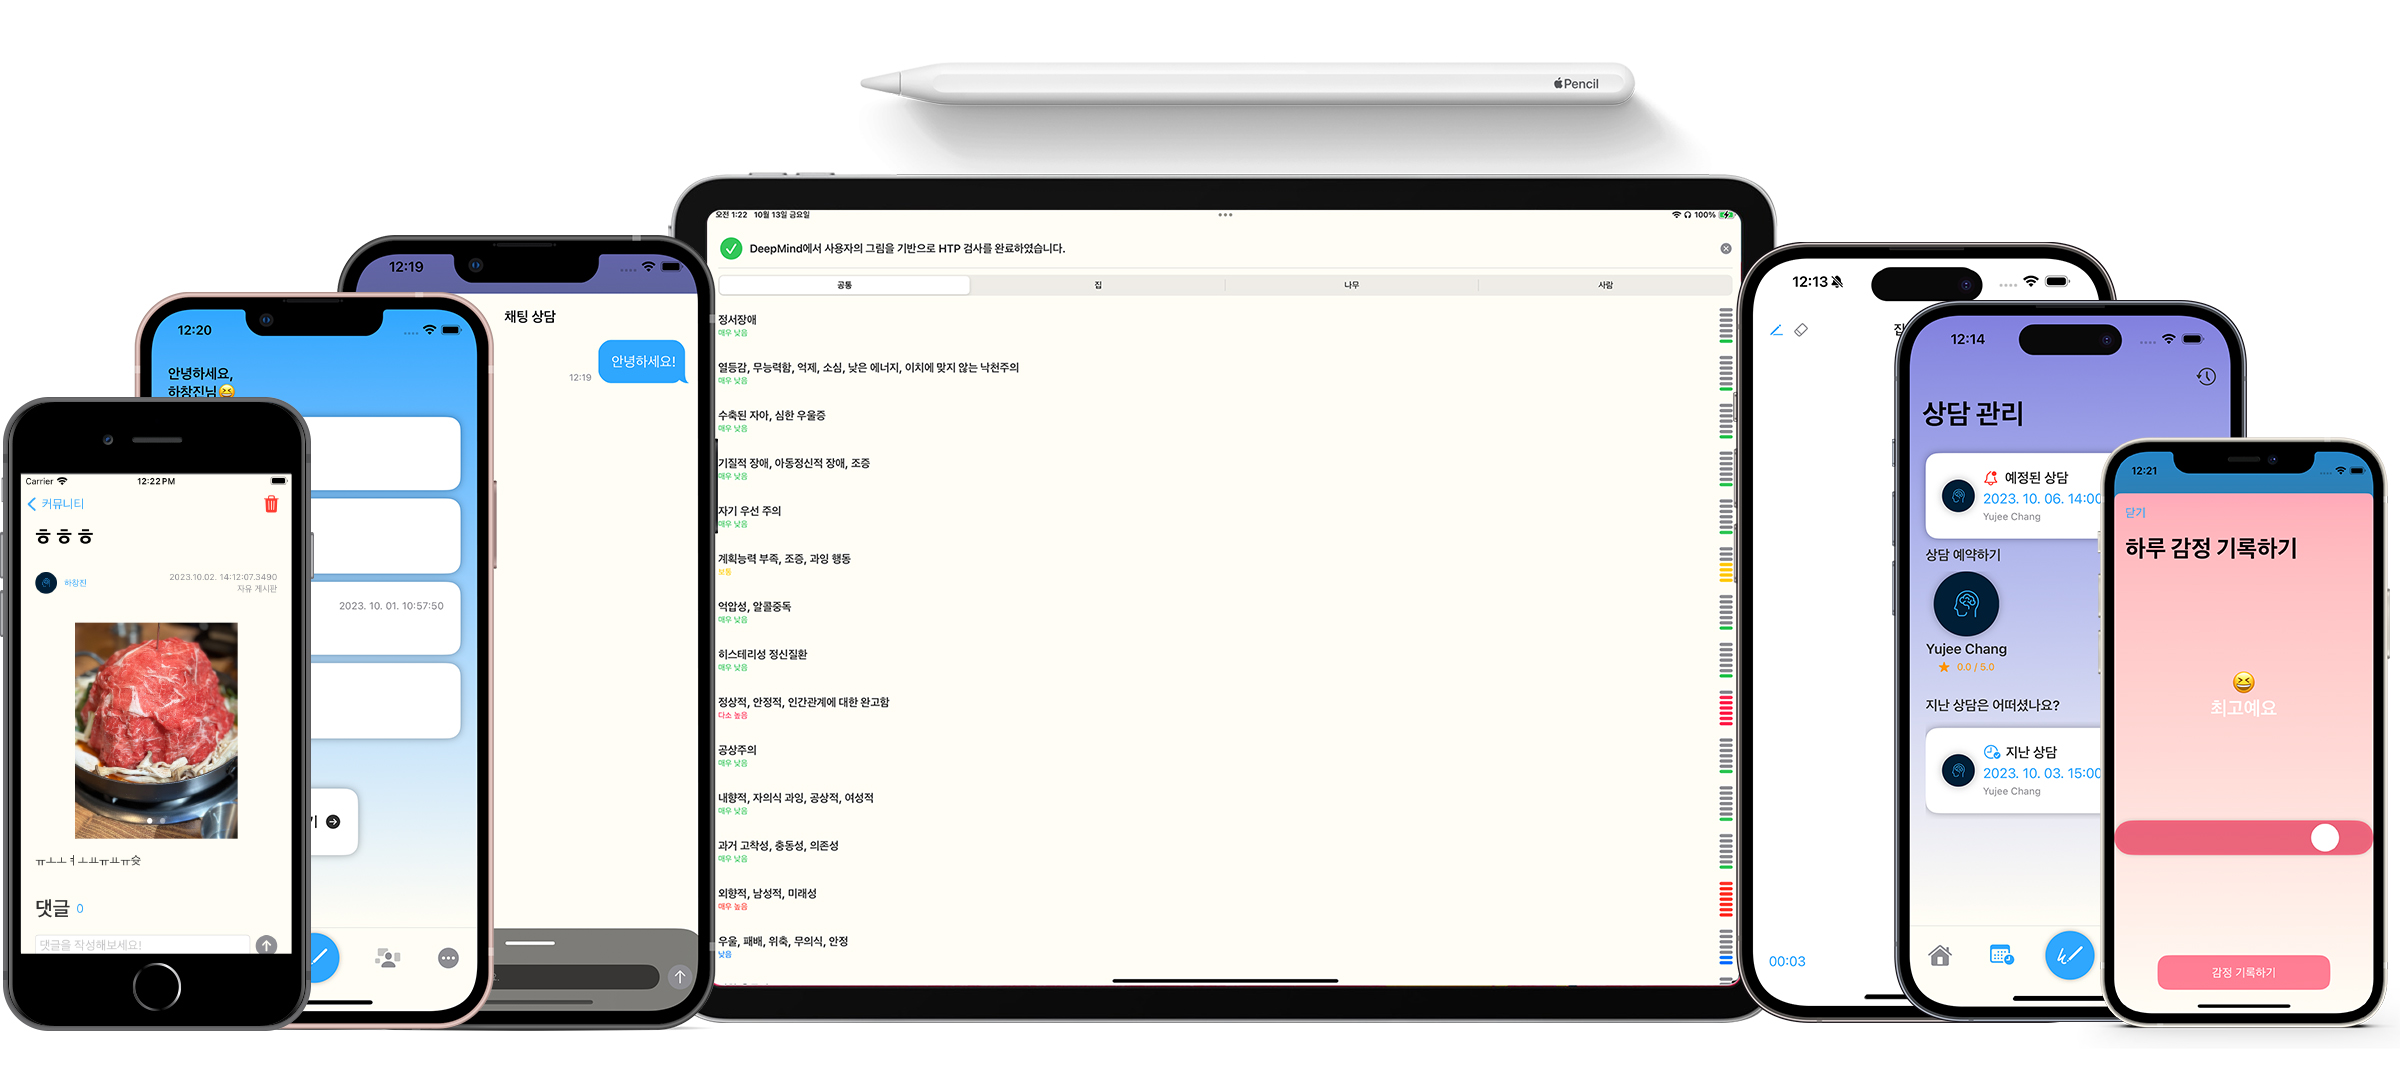 Pencil
Carrier
12:22 PM
커뮤니티
ㅎㅎㅎ
하창진
2023.10.02. 14:12:07.3490
자유 게시판
댓글 0
댓글을 작성해보세요!
12:20
안녕하세요,
하창진님😆
2023. 10. 01. 10:57:50
기
12:19
채팅 상담
안녕하세요!
12:19
오전 1:22 10월 13일 금요일
100%
DeepMind에서 사용자의 그림을 기반으로 HTP 검사를 완료하였습니다.
공통
집
나무
사람
정서장애
매우 낮음
열등감, 무능력함, 억제, 소심, 낮은 에너지, 이치에 맞지 않는 낙천주의
매우 낮음
수축된 자아, 심한 우울증
매우 낮음
기질적 장애, 아동정신적 장애, 조증
매우 낮음
자기 우선 주의
매우 낮음
계획능력 부족, 조증, 과잉 행동
보통
억압성, 알콜중독
매우 낮음
히스테리성 정신질환
매우 낮음
정상적, 안정적, 인간관계에 대한 완고함
다소 높음
공상주의
매우 낮음
내향적, 자의식 과잉, 공상적, 여성적
매우 낮음
과거 고착성, 충동성, 의존성
매우 낮음
외향적, 남성적, 미래성
매우 높음
우울, 패배, 위축, 무의식, 안정
낮음
12:13
집
00:03
12:14
상담 관리
예정된 상담
2023. 10. 06. 14:00
Yujee Chang
상담 예약하기
Yujee Chang
★ 0.0 / 5.0
지난 상담은 어떠셨나요?
지난 상담
2023. 10. 03. 15:00
Yujee Chang
12:21
닫기
하루 감정 기록하기
😆
최고예요
감정 기록하기